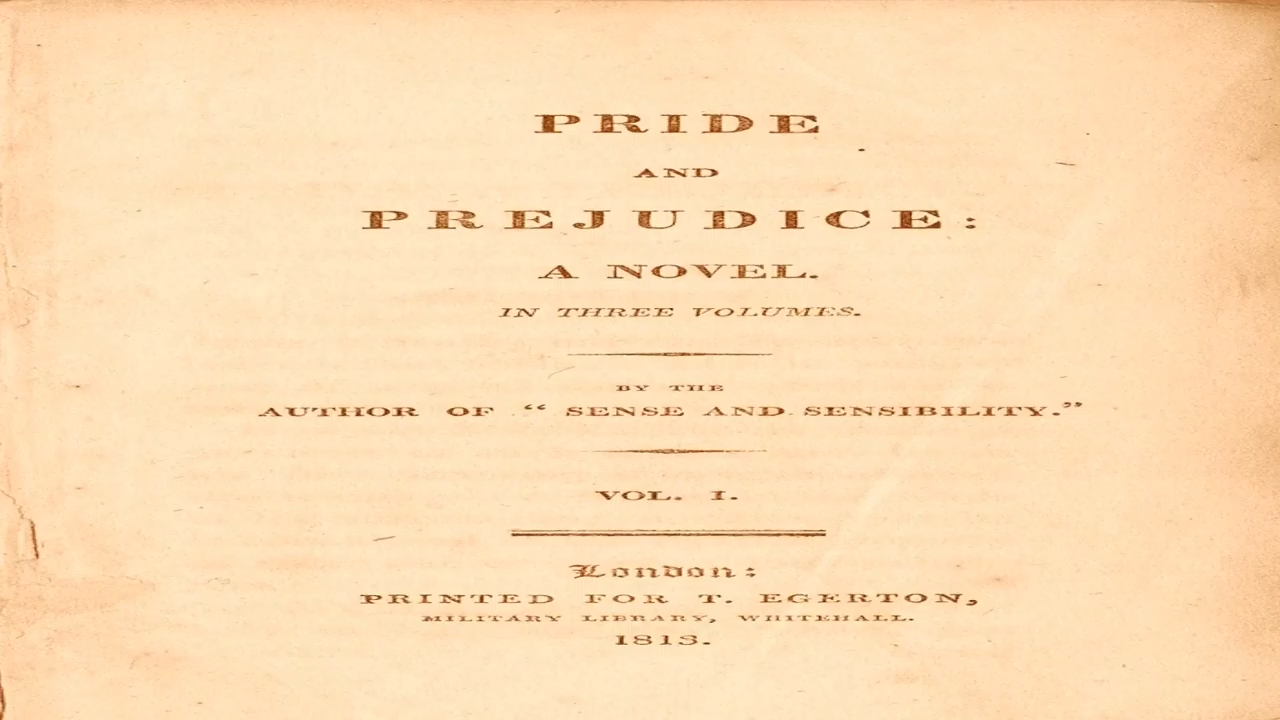 PRIDE
AND
PREJUDICE:
A NOVEL.
IN THREE VOLUMES.
BY THE
AUTHOR OF “ SENSE AND SENSIBILITY.”
VOL. I.
London:
PRINTED FOR T. EGERTON,
MILITARY LIBRARY, WHITEHALL.
1813.